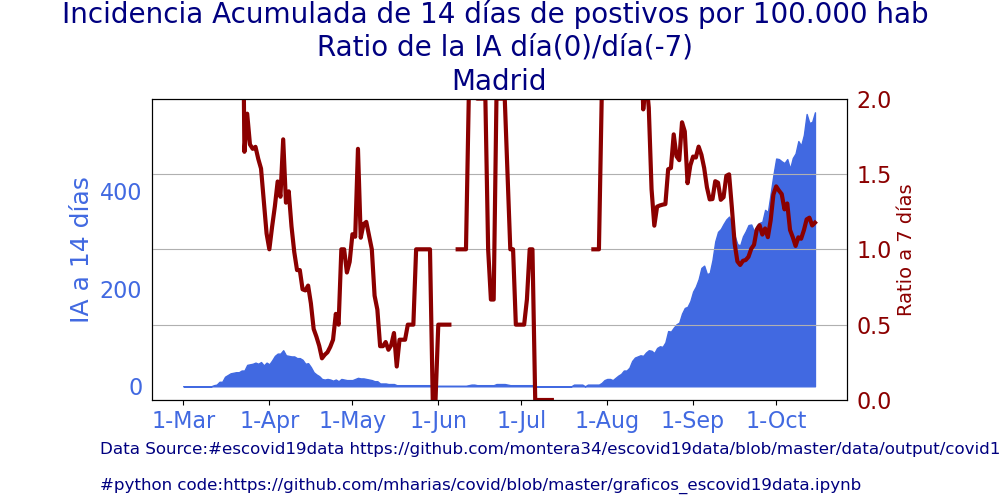 Incidencia Acumulada de 14 días de postivos por 100.000 hab
Ratio de la IA día(0)/día(-7)
Madrid
IA a 14 días
400
200
0
2.0
1.5
1.0
0.5
0.0
Ratio a 7 días
1-Mar 1-Apr 1-May 1-Jun 1-Jul 1-Aug 1-Sep 1-Oct
Data Source:#escovid19data https://github.com/montera34/escovid19data/blob/master/data/output/covid1
#python code:https://github.com/mharias/covid/blob/master/graficos_escovid19data.ipynb